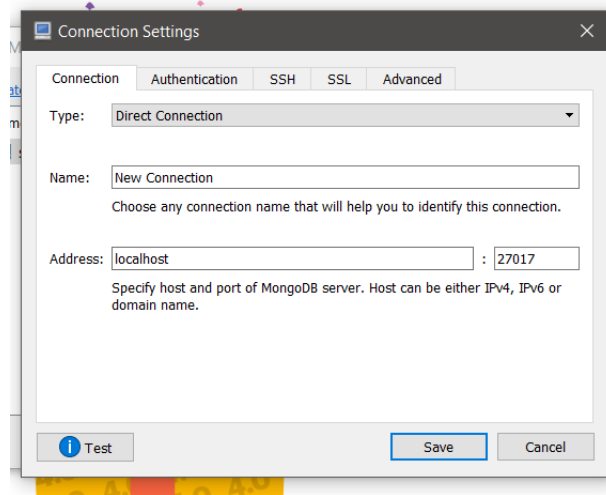 Connection Settings
Connection Authentication SSH SSL Advanced
Type: Direct Connection
Name: New Connection
Choose any connection name that will help you to identify this connection.
Address: localhost : 27017
Specify host and port of MongoDB server. Host can be either IPv4, IPv6 or
domain name.
Test Save Cancel
4.0